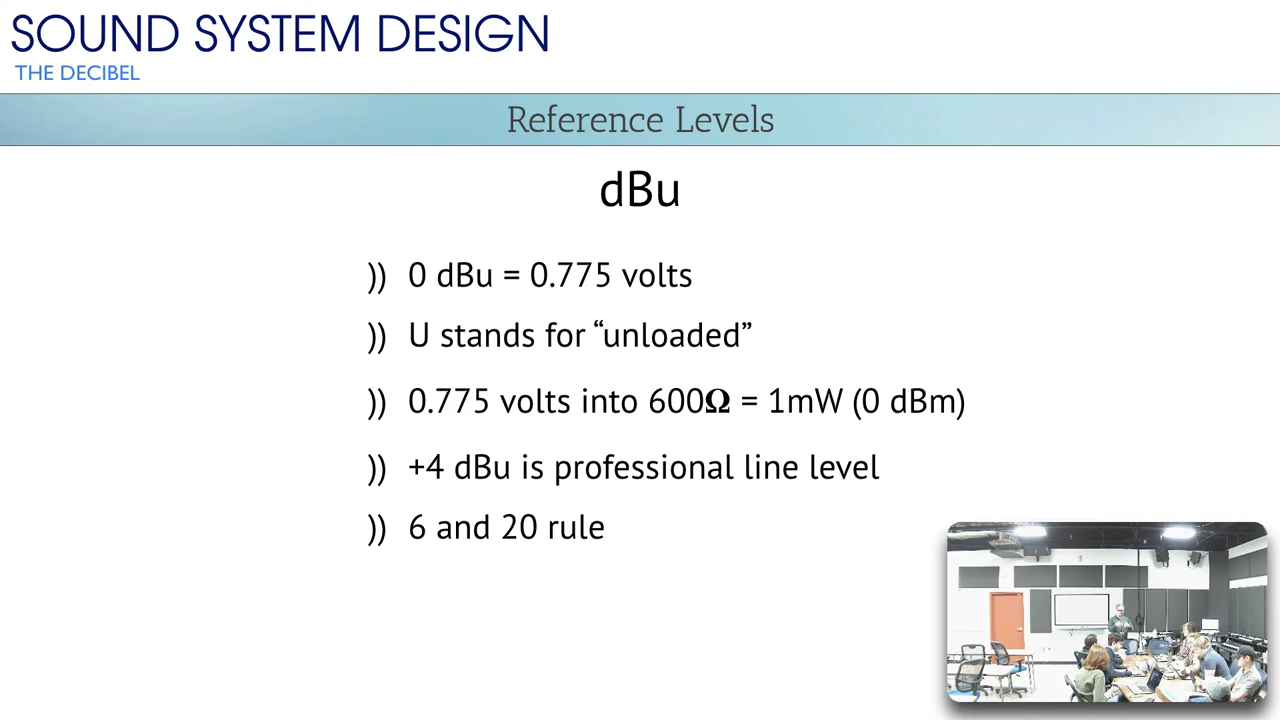 SOUND SYSTEM DESIGN
THE DECIBEL
Reference Levels
dBu
)) 0 dBu = 0.775 volts
)) U stands for “unloaded”
)) 0.775 volts into 600Ω = 1mW (0 dBm)
)) +4 dBu is professional line level
)) 6 and 20 rule